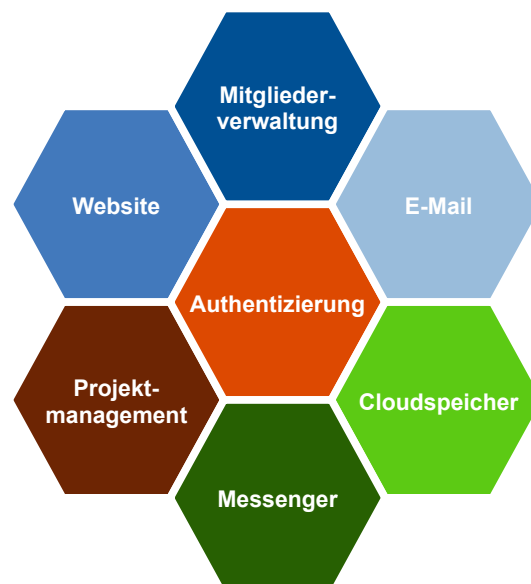 Mitglieder-
verwaltung
Website
E-Mail
Authentizierung
Projekt-
management
Cloudspeicher
Messenger